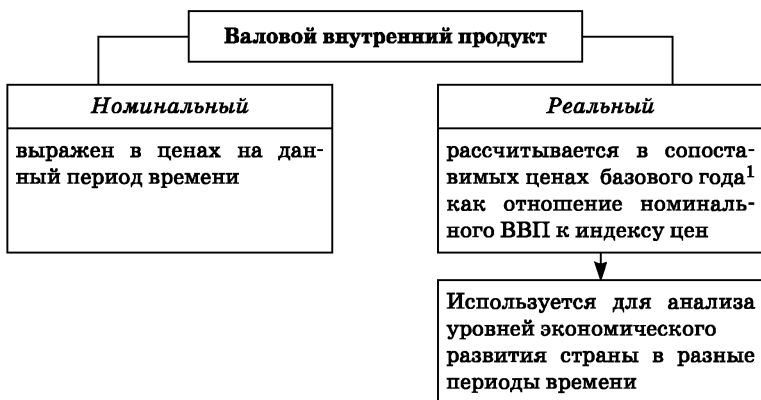 Валовой внутренний продукт
Номинальный
выражен в ценах на дан-
ный период времени
Реальный
рассчитывается в сопоста-
вимых ценах базового года¹
как отношение номиналь-
ного ВВП к индексу цен
Используется для анализа
уровней экономического
развития страны в разные
периоды времени